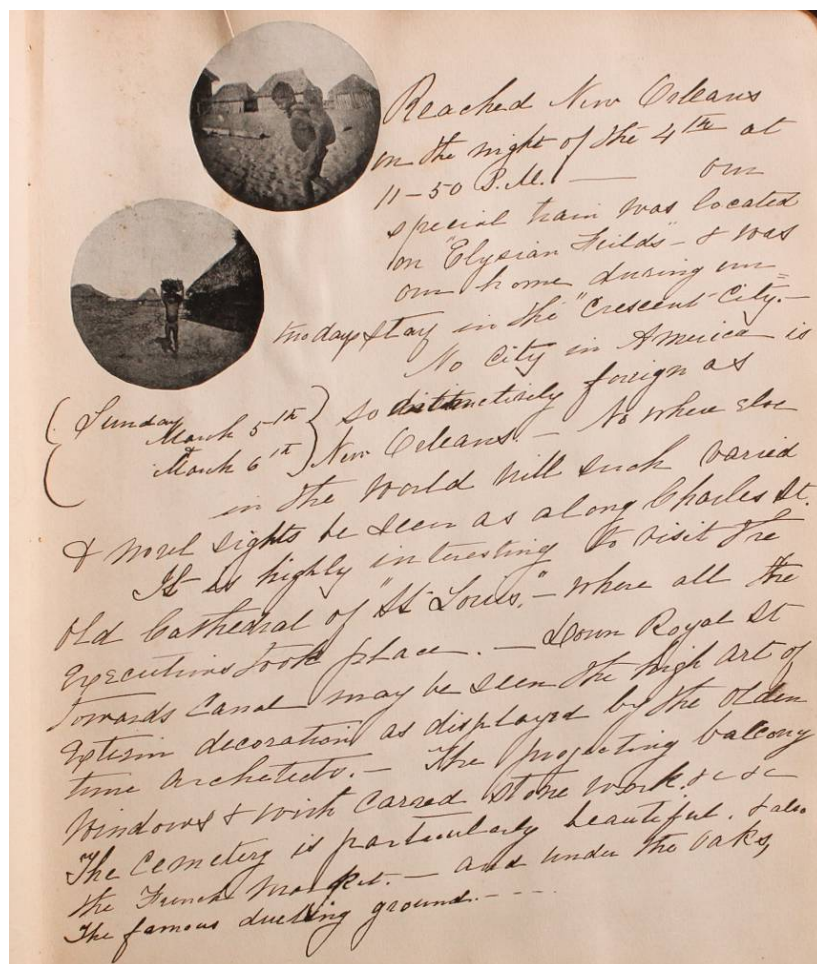 Reached New Orleans
on the night of the 4th at
11-50 P.M. — our
special train was located
on "Elysian Fields" - & was
our home during our
two days stay in the "Crescent City." -
No City in America is
so distinctively foreign as
(Sunday March 5-th
& March 6th) New Orleans. - No where else
in the World will such varied
& novel sights be seen as along Charles St.
It is highly interesting to visit the
Old Cathedral of "St Louis," - where all the
Executions took place. - Down Royal St
towards Canal may be seen the high art of
Exterior decoration as displayed by the olden
time Architects. - The projecting balcony
Windows & with Carved Stone Work. &c &c
The Cemetery is particularly beautiful. & also
the French Market. - and under the Oaks,
The famous duelling ground. - - - -